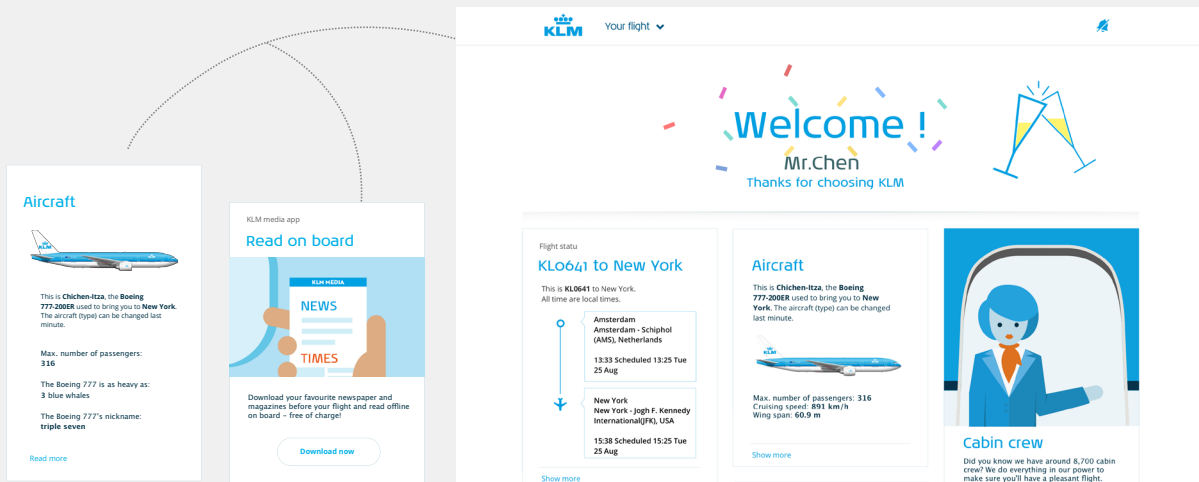 KLM
Your flight
Welcome !
Mr.Chen
Thanks for choosing KLM
Aircraft
KLM
This is Chichen-Itza, the Boeing
777-200ER used to bring you to New York.
The aircraft (type) can be changed last
minute.
Max. number of passengers:
316
The Boeing 777 is as heavy as:
3 blue whales
The Boeing 777's nickname:
triple seven
Read more
KLM media app
Read on board
KLM MEDIA
NEWS
TIMES
Download your favourite newspaper and
magazines before your flight and read offline
on board – free of charge!
Download now
Flight statu
KL0641 to New York
This is KL0641 to New York.
All time are local times.
Amsterdam
Amsterdam - Schiphol
(AMS), Netherlands
13:33 Scheduled 13:25 Tue
25 Aug
New York
New York - Jogh F. Kennedy
International(JFK), USA
15:38 Scheduled 15:25 Tue
25 Aug
Show more
Aircraft
This is Chichen-Itza, the Boeing
777-200ER used to bring you to New
York. The aircraft (type) can be changed
last minute.
KLM
Max. number of passengers: 316
Cruising speed: 891 km/h
Wing span: 60.9 m
Show more
Cabin crew
Did you know we have around 8,700 cabin
crew? We do everything in our power to
make sure you'll have a pleasant flight.